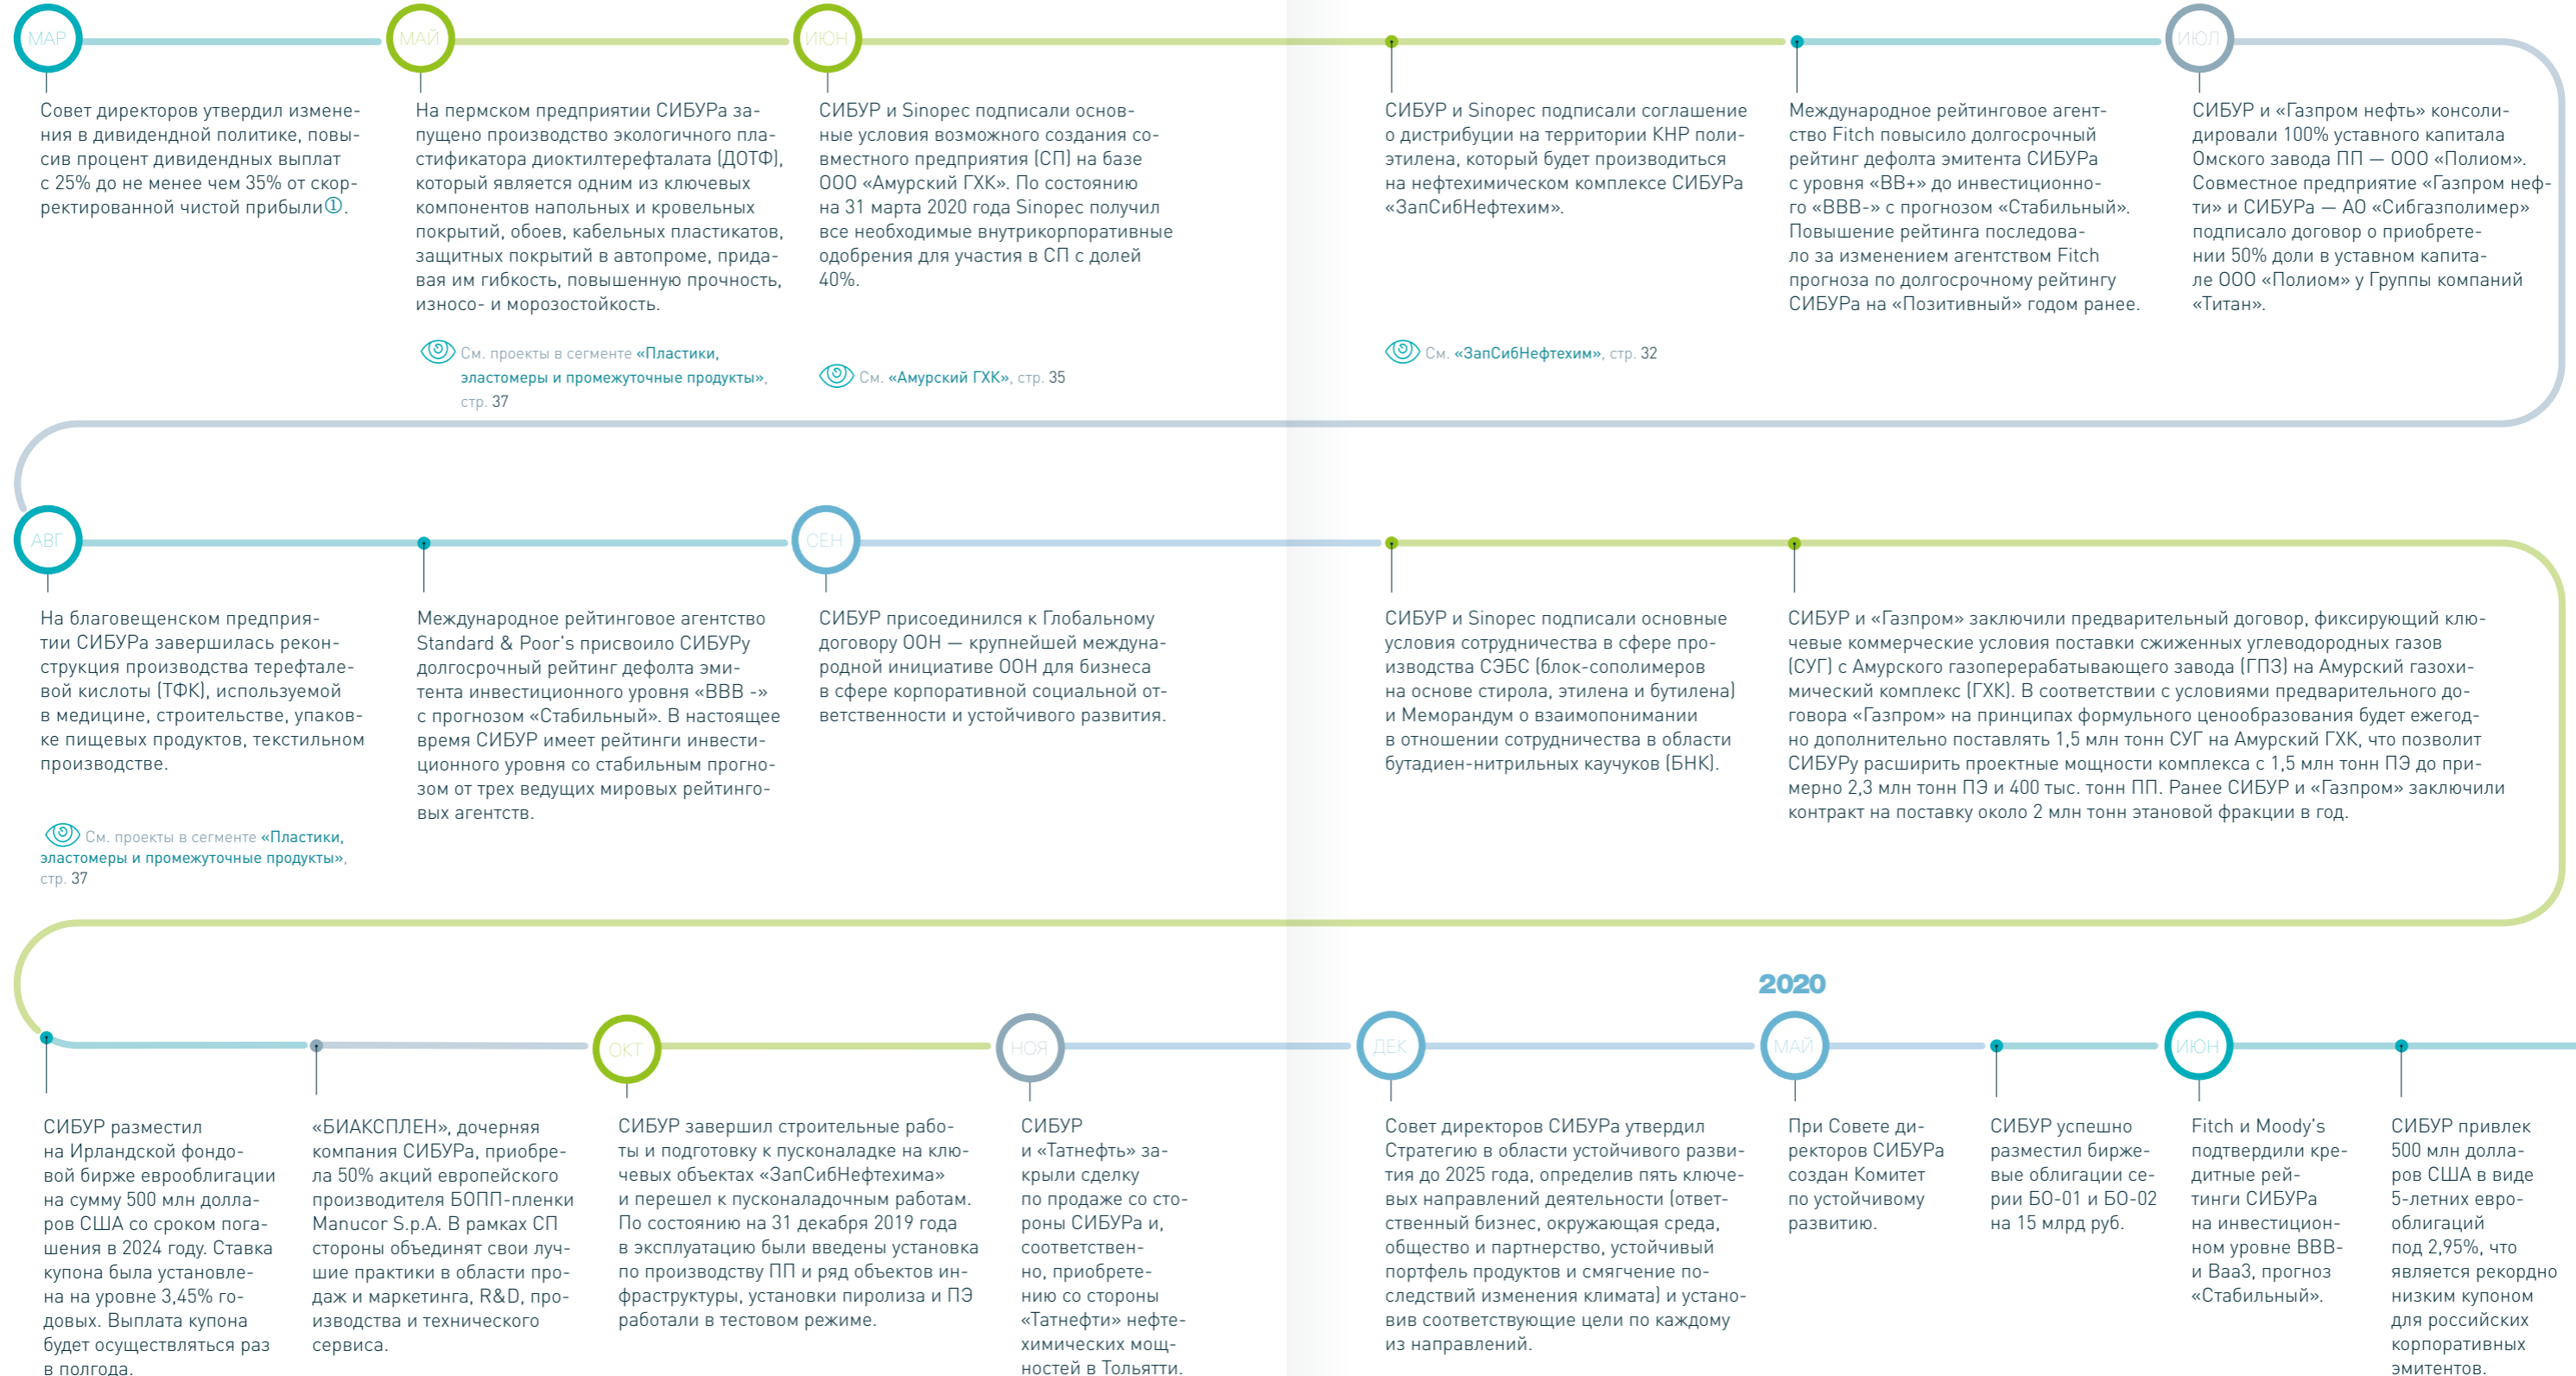 МАР
Совет директоров утвердил измене-
ния в дивидендной политике, повы-
сив процент дивидендных выплат
с 25% до не менее чем 35% от скор-
ректированной чистой прибыли①.
МАЙ
На пермском предприятии СИБУРа за-
пущено производство экологичного пла-
стификатора диоктилтерефталата (ДОТФ),
который является одним из ключевых
компонентов напольных и кровельных
покрытий, обоев, кабельных пластикатов,
защитных покрытий в автопроме, прида-
вая им гибкость, повышенную прочность,
износо- и морозостойкость.
См. проекты в сегменте «Пластики,
эластомеры и промежуточные продукты»,
стр. 37
ИЮН
СИБУР и Sinopec подписали основ-
ные условия возможного создания со-
вместного предприятия (СП) на базе
ООО «Амурский ГХК». По состоянию
на 31 марта 2020 года Sinopec получил
все необходимые внутрикорпоративные
одобрения для участия в СП с долей
40%.
См. «Амурский ГХК», стр. 35
СИБУР и Sinopec подписали соглашение
о дистрибуции на территории КНР поли-
этилена, который будет производиться
на нефтехимическом комплексе СИБУРа
«ЗапСибНефтехим».
См. «ЗапСибНефтехим», стр. 32
Международное рейтинговое агент-
ство Fitch повысило долгосрочный
рейтинг дефолта эмитента СИБУРа
с уровня «BB+» до инвестиционно-
го «BBB-» с прогнозом «Стабильный».
Повышение рейтинга последова-
ло за изменением агентством Fitch
прогноза по долгосрочному рейтингу
СИБУРа на «Позитивный» годом ранее.
ИЮЛ
СИБУР и «Газпром нефть» консоли-
дировали 100% уставного капитала
Омского завода ПП — ООО «Полиом».
Совместное предприятие «Газпром неф-
ти» и СИБУРа — АО «Сибгазполимер»
подписало договор о приобрете-
нии 50% доли в уставном капита-
ле ООО «Полиом» у Группы компаний
«Титан».
АВГ
На благовещенском предприя-
тии СИБУРа завершилась рекон-
струкция производства терефтале-
вой кислоты (ТФК), используемой
в медицине, строительстве, упаков-
ке пищевых продуктов, текстильном
производстве.
См. проекты в сегменте «Пластики,
эластомеры и промежуточные продукты»,
стр. 37
Международное рейтинговое агентство
Standard & Poor's присвоило СИБУРу
долгосрочный рейтинг дефолта эми-
тента инвестиционного уровня «BBB -»
с прогнозом «Стабильный». В настоящее
время СИБУР имеет рейтинги инвести-
ционного уровня со стабильным прогно-
зом от трех ведущих мировых рейтинго-
вых агентств.
СЕН
СИБУР присоединился к Глобальному
договору ООН — крупнейшей междуна-
родной инициативе ООН для бизнеса
в сфере корпоративной социальной от-
ветственности и устойчивого развития.
СИБУР и Sinopec подписали основные
условия сотрудничества в сфере про-
изводства СЭБС (блок-сополимеров
на основе стирола, этилена и бутилена)
и Меморандум о взаимопонимании
в отношении сотрудничества в области
бутадиен-нитрильных каучуков (БНК).
СИБУР и «Газпром» заключили предварительный договор, фиксирующий клю-
чевые коммерческие условия поставки сжиженных углеводородных газов
(СУГ) с Амурского газоперерабатывающего завода (ГПЗ) на Амурский газохи-
мический комплекс (ГХК). В соответствии с условиями предварительного до-
говора «Газпром» на принципах формульного ценообразования будет ежегод-
но дополнительно поставлять 1,5 млн тонн СУГ на Амурский ГХК, что позволит
СИБУРу расширить проектные мощности комплекса с 1,5 млн тонн ПЭ до при-
мерно 2,3 млн тонн ПЭ и 400 тыс. тонн ПП. Ранее СИБУР и «Газпром» заключили
контракт на поставку около 2 млн тонн этановой фракции в год.
СИБУР разместил
на Ирландской фондо-
вой бирже еврооблигации
на сумму 500 млн долла-
ров США со сроком пога-
шения в 2024 году. Ставка
купона была установле-
на на уровне 3,45% го-
довых. Выплата купона
будет осуществляться раз
в полгода.
«БИАКСПЛЕН», дочерняя
компания СИБУРа, приобре-
ла 50% акций европейского
производителя БОПП-пленки
Manucor S.p.A. В рамках СП
стороны объединят свои луч-
шие практики в области про-
даж и маркетинга, R&D, про-
изводства и технического
сервиса.
ОКТ
СИБУР завершил строительные рабо-
ты и подготовку к пусконаладке на клю-
чевых объектах «ЗапСибНефтехима»
и перешел к пусконаладочным работам.
По состоянию на 31 декабря 2019 года
в эксплуатацию были введены установка
по производству ПП и ряд объектов ин-
фраструктуры, установки пиролиза и ПЭ
работали в тестовом режиме.
НОЯ
СИБУР
и «Татнефть» за-
крыли сделку
по продаже со сто-
роны СИБУРа и,
соответствен-
но, приобрете-
нию со стороны
«Татнефти» нефте-
химических мощ-
ностей в Тольятти.
ДЕК
Совет директоров СИБУРа утвердил
Стратегию в области устойчивого разви-
тия до 2025 года, определив пять ключе-
вых направлений деятельности (ответ-
ственный бизнес, окружающая среда,
общество и партнерство, устойчивый
портфель продуктов и смягчение по-
следствий изменения климата) и устано-
вив соответствующие цели по каждому
из направлений.
2020
МАЙ
При Совете ди-
ректоров СИБУРа
создан Комитет
по устойчивому
развитию.
СИБУР успешно
разместил бирже-
вые облигации се-
рии БО-01 и БО-02
на 15 млрд руб.
ИЮН
Fitch и Moody's
подтвердили кре-
дитные рей-
тинги СИБУРа
на инвестицион-
ном уровне BBB-
и Baa3, прогноз
«Стабильный».
СИБУР привлек
500 млн долла-
ров США в виде
5-летних евро-
облигаций
под 2,95%, что
является рекордно
низким купоном
для российских
корпоративных
эмитентов.